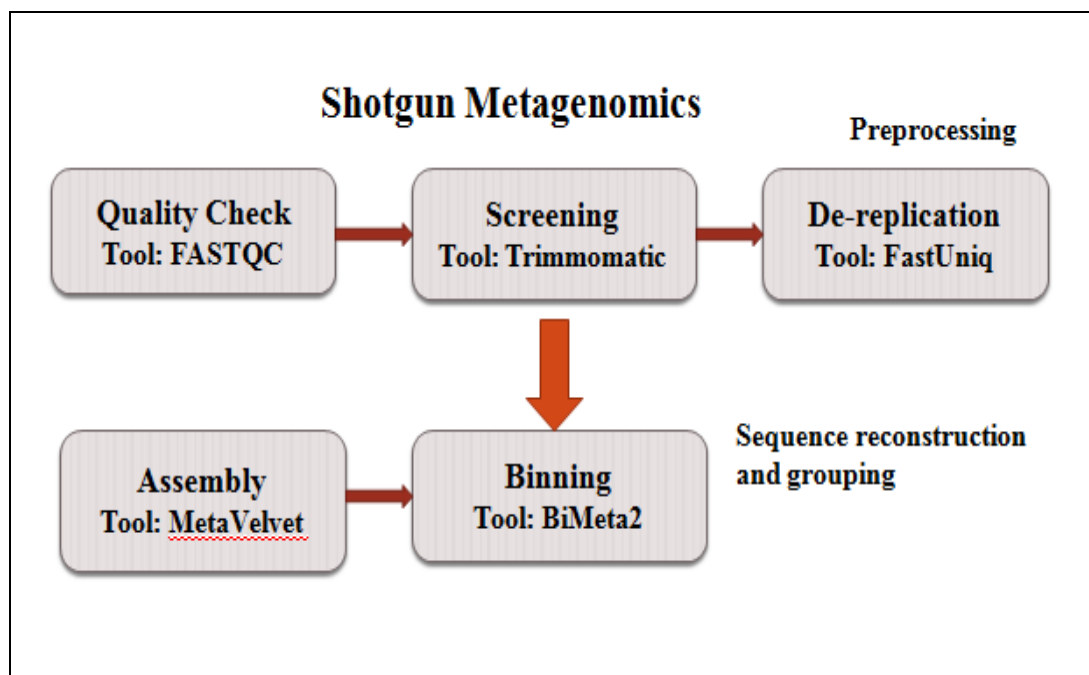 Shotgun Metagenomics
Preprocessing
Quality Check
Tool: FASTQC
Screening
Tool: Trimmomatic
De-replication
Tool: FastUniq
Assembly
Tool: MetaVelvet
Binning
Tool: BiMeta2
Sequence reconstruction
and grouping